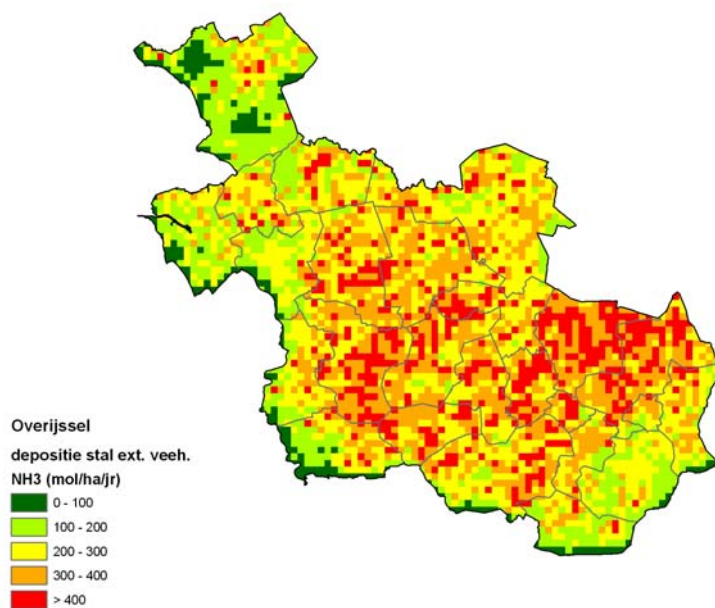 Overijssel
depositie stal ext. veeh.
NH3 (mol/ha/jr)
0 - 100
100 - 200
200 - 300
300 - 400
> 400